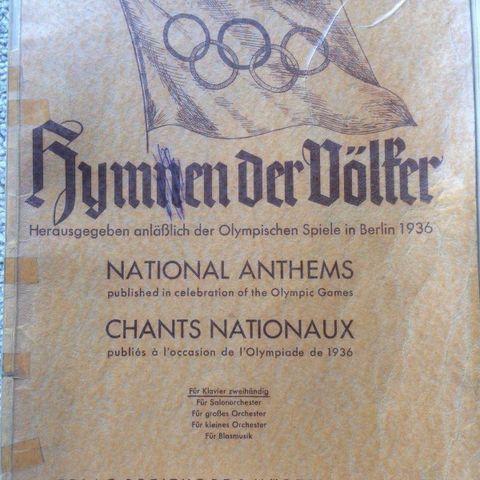 Hymnen der Völker
Herausgegeben anläßlich der Olympischen Spiele in Berlin 1936
NATIONAL ANTHEMS
published in celebration of the Olympic Games
CHANTS NATIONAUX
publiés à l'occasion de l'Olympiade de 1936
Für Klavier zweihändig
Für Salonorchester
Für großes Orchester
Für kleines Orchester
Für Blasmusik